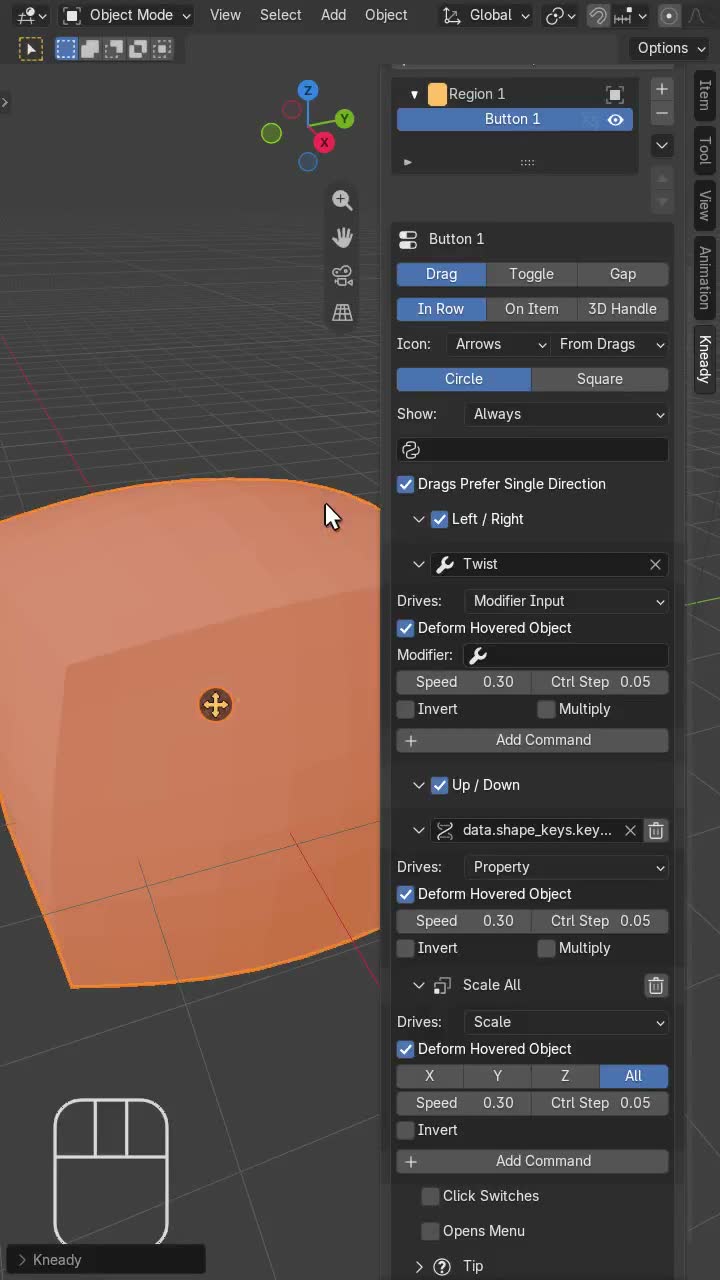 Object Mode View Select Add Object Global
Options
Region 1
Button 1
Z
Y
X
Item
Tool
View
Animation
Kneady
Button 1
Drag Toggle Gap
In Row On Item 3D Handle
Icon: Arrows From Drags
Circle Square
Show: Always
Drags Prefer Single Direction
Left / Right
Twist
Drives: Modifier Input
Deform Hovered Object
Modifier:
Speed 0.30 Ctrl Step 0.05
Invert Multiply
+ Add Command
Up / Down
data.shape_keys.key...
Drives: Property
Deform Hovered Object
Speed 0.30 Ctrl Step 0.05
Invert Multiply
Scale All
Drives: Scale
Deform Hovered Object
X Y Z All
Speed 0.30 Ctrl Step 0.05
Invert
+ Add Command
Click Switches
Opens Menu
Tip
Kneady